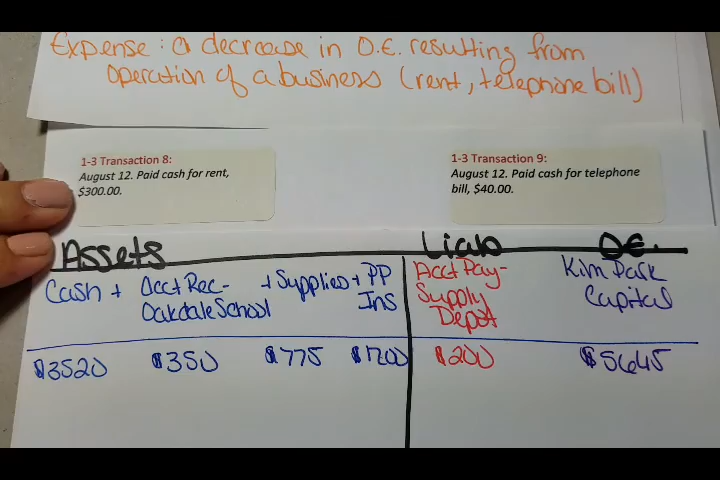 Expense: a decrease in O.E. resulting from
operation of a business (rent, telephone bill)
1-3 Transaction 8:
August 12. Paid cash for rent,
$300.00.
1-3 Transaction 9:
August 12. Paid cash for telephone
bill, $40.00.
Assets Liab O.E.
Cash + Acct Rec- + Supplies + PP Acct Pay- Kim Park
Oakdale School Ins Supply Capital
Depot
$3520 $350 $775 $1200 $200 $5645